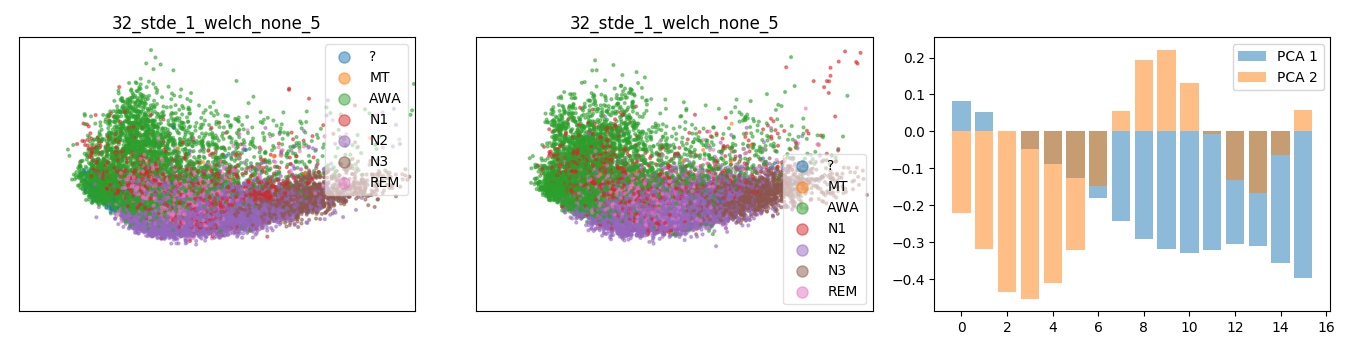 32_stde_1_welch_none_5
?
MT
AWA
N1
N2
N3
REM
32_stde_1_welch_none_5
?
MT
AWA
N1
N2
N3
REM
PCA 1
PCA 2
0.2
0.1
0.0
−0.1
−0.2
−0.3
−0.4
0 2 4 6 8 10 12 14 16